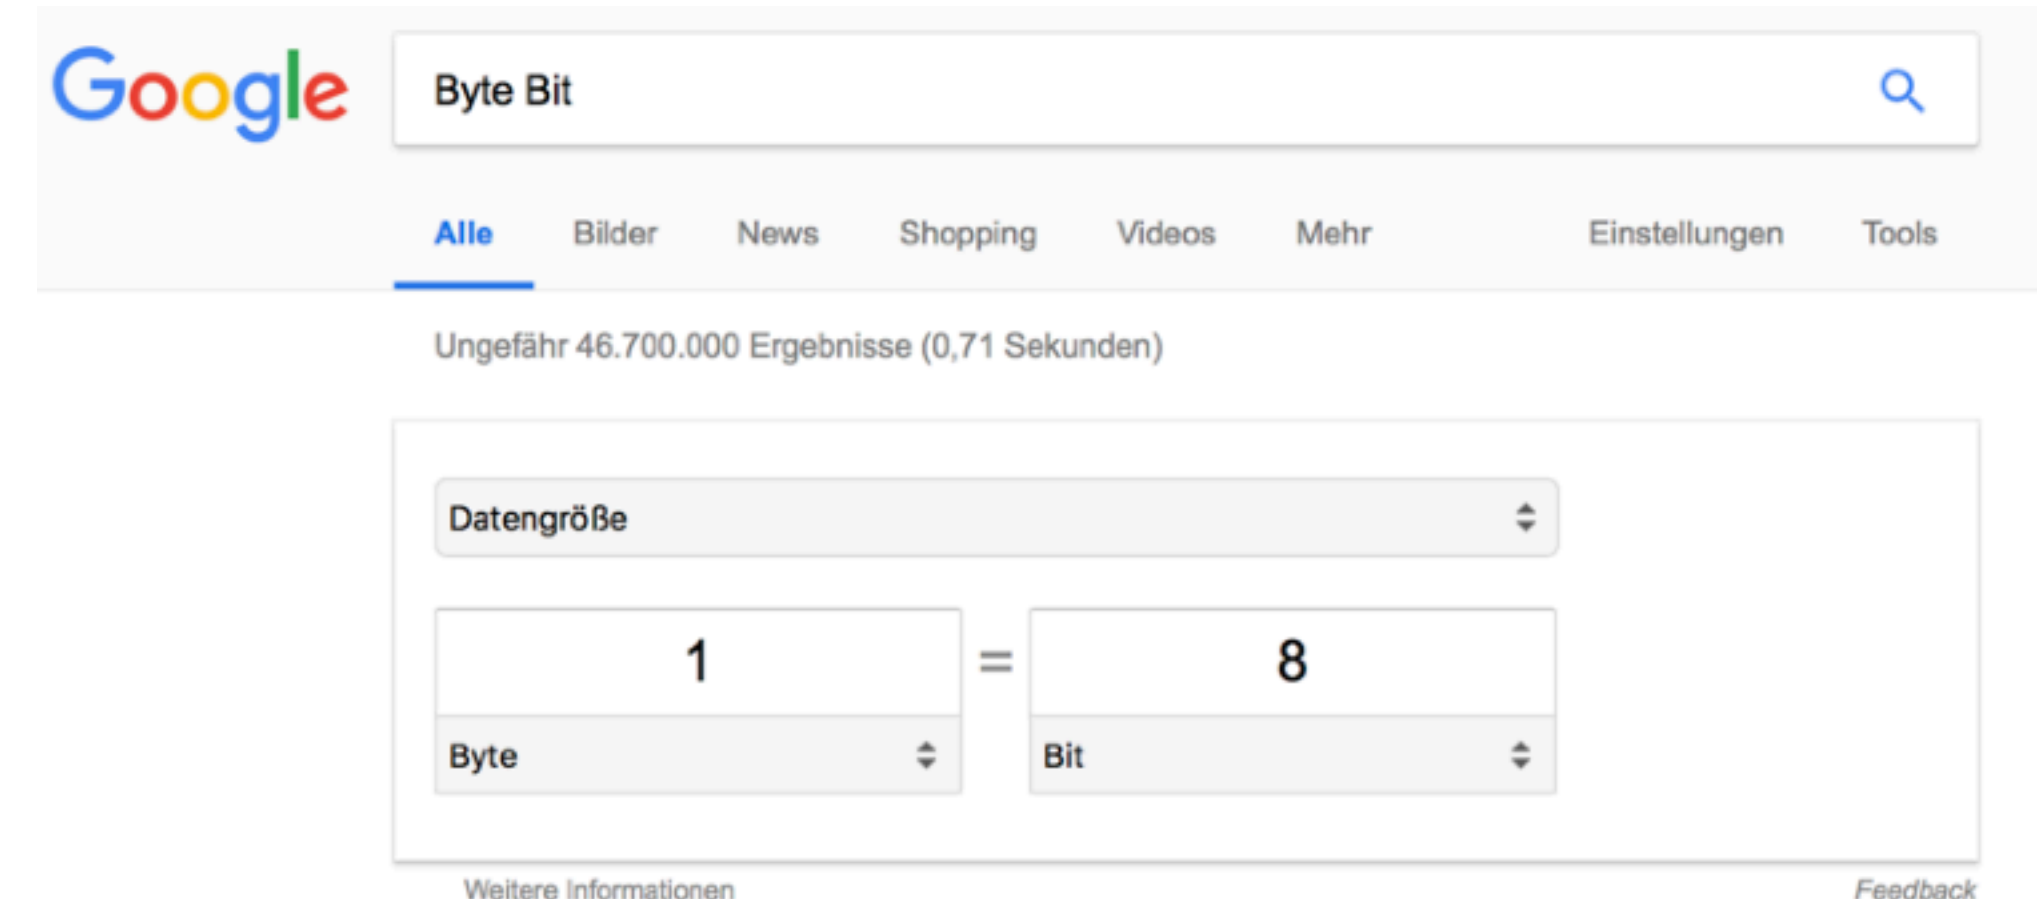 Google Byte Bit
Alle Bilder News Shopping Videos Mehr Einstellungen Tools
Ungefähr 46.700.000 Ergebnisse (0,71 Sekunden)
Datengröße
1 = 8
Byte Bit
Weitere Informationen Feedback